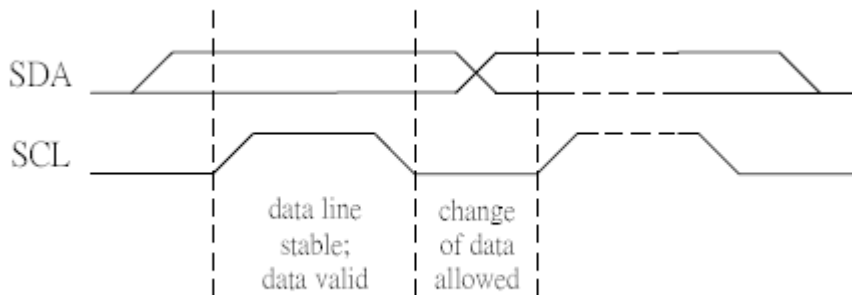 SDA
SCL
data line
stable;
data valid
change
of data
allowed